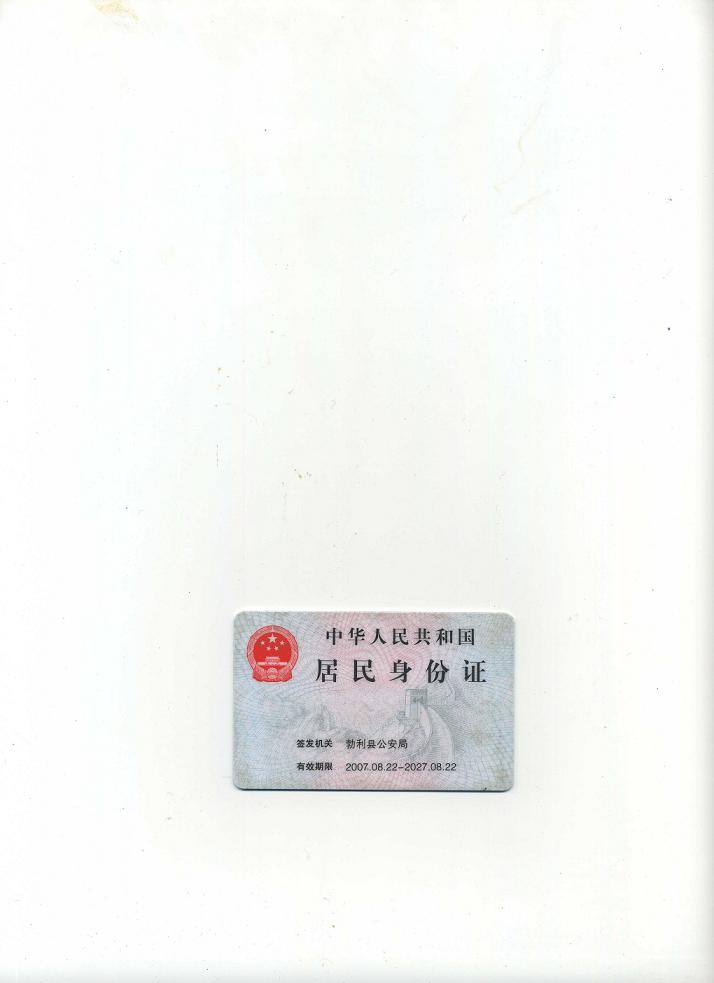 中华人民共和国
居民身份证
签发机关 勃利县公安局
有效期限 2007.08.22-2027.08.22